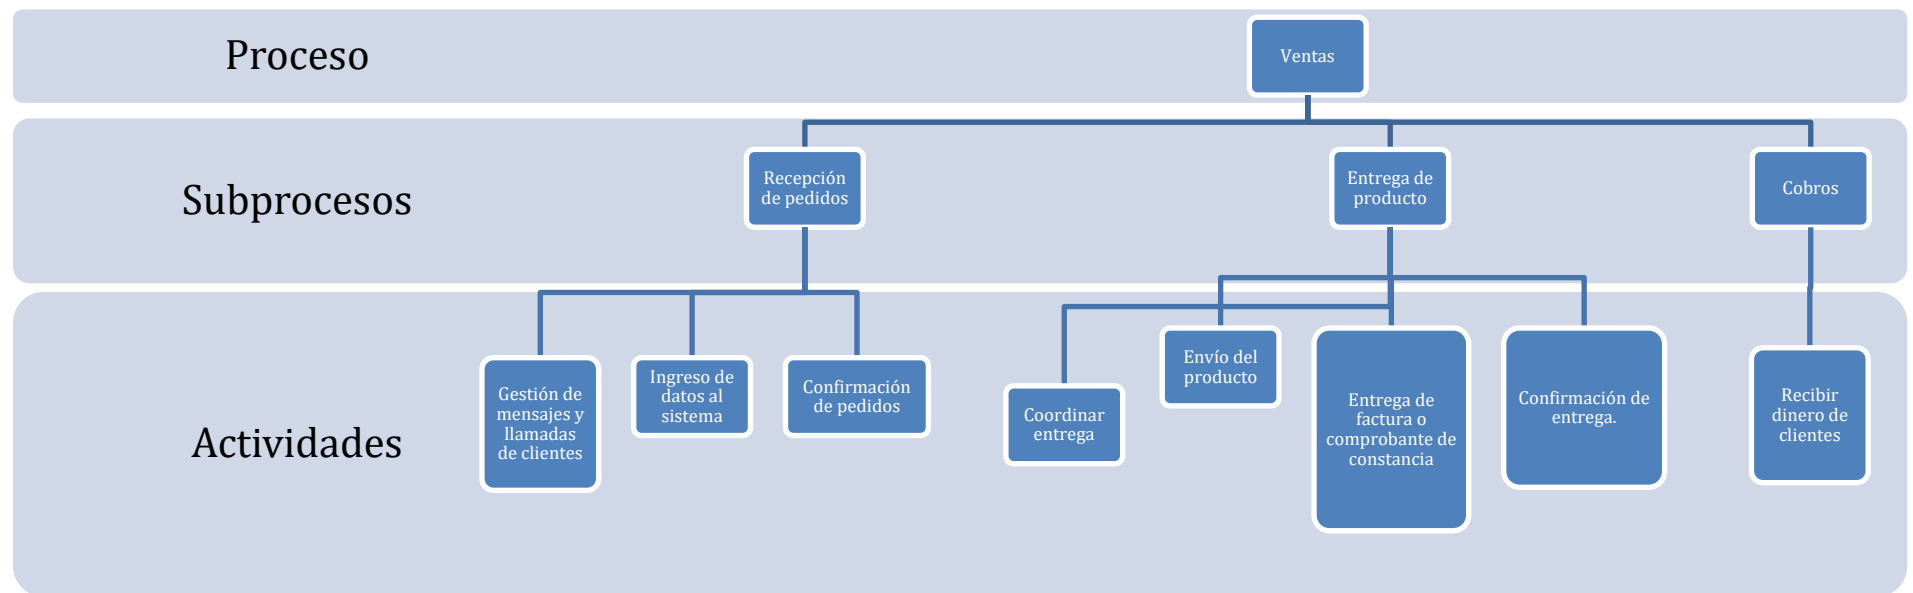 Proceso
Ventas
Subprocesos
Recepción
de pedidos
Entrega de
producto
Cobros
Actividades
Gestión de
mensajes y
llamadas
de clientes
Ingreso de
datos al
sistema
Confirmación
de pedidos
Coordinar
entrega
Envío del
producto
Entrega de
factura o
comprobante de
constancia
Confirmación de
entrega.
Recibir
dinero de
clientes